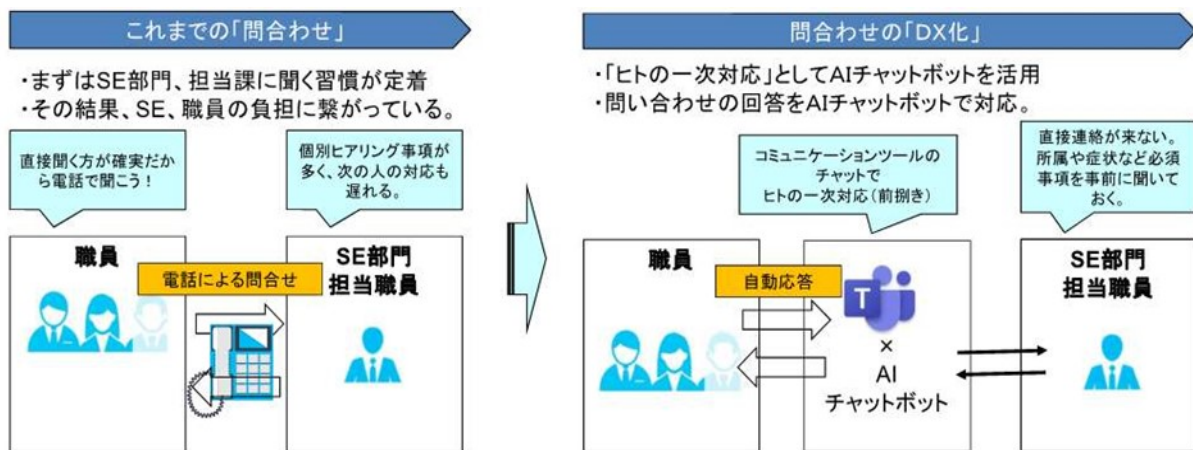 これまでの「問合わせ」
・まずはSE部門、担当課に聞く習慣が定着
・その結果、SE、職員の負担に繋がっている。
直接聞く方が確実だか
ら電話で聞こう！
個別ヒアリング事項が
多く、次の人の対応も
遅れる。
職員
電話による問合せ
SE部門
担当職員
問合わせの「DX化」
・「ヒトの一次対応」としてAIチャットボットを活用
・問い合わせの回答をAIチャットボットで対応。
コミュニケーションツールの
チャットで
ヒトの一次対応（前捌き）
直接連絡が来ない。
所属や症状など必須
事項を事前に聞いて
おく。
職員
自動応答
T
×
AI
チャットボット
SE部門
担当職員